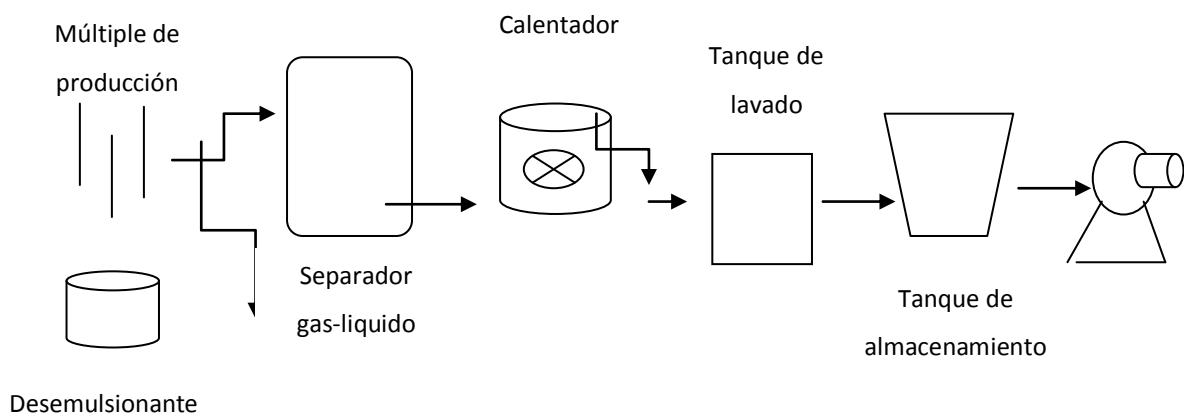 Múltiple de
producción
Calentador
Tanque de
lavado
Separador
gas-liquido
Tanque de
almacenamiento
Desemulsionante